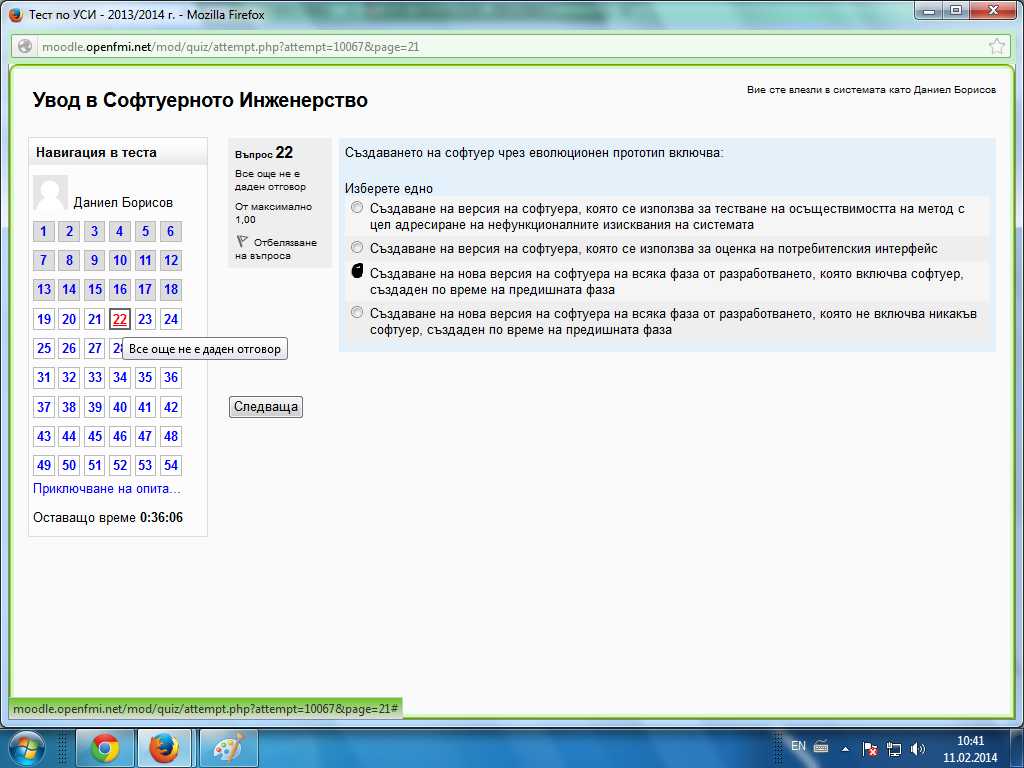 Тест по УСИ - 2013/2014 г. - Mozilla Firefox
moodle.openfmi.net/mod/quiz/attempt.php?attempt=10067&page=21
Увод в Софтуерното Инженерство
Вие сте влезли в системата като Даниел Борисов
Навигация в теста
Даниел Борисов
1 2 3 4 5 6
7 8 9 10 11 12
13 14 15 16 17 18
19 20 21 22 23 24
25 26 27
Все още не е даден отговор
31 32 33 34 35 36
37 38 39 40 41 42
43 44 45 46 47 48
49 50 51 52 53 54
Приключване на опита...
Оставащо време 0:36:06
Въпрос 22
Все още не е
даден отговор
От максимално
1,00
Отбелязване
на въпроса
Създаването на софтуер чрез еволюционен прототип включва:
Изберете едно
Създаване на версия на софтуера, която се използва за тестване на осъществимостта на метод с
цел адресиране на нефункционалните изисквания на системата
Създаване на версия на софтуера, която се използва за оценка на потребителския интерфейс
Създаване на нова версия на софтуера на всяка фаза от разработването, която включва софтуер,
създаден по време на предишната фаза
Създаване на нова версия на софтуера на всяка фаза от разработването, която не включва никакъв
софтуер, създаден по време на предишната фаза
Следваща
moodle.openfmi.net/mod/quiz/attempt.php?attempt=10067&page=21#
EN
10:41
11.02.2014